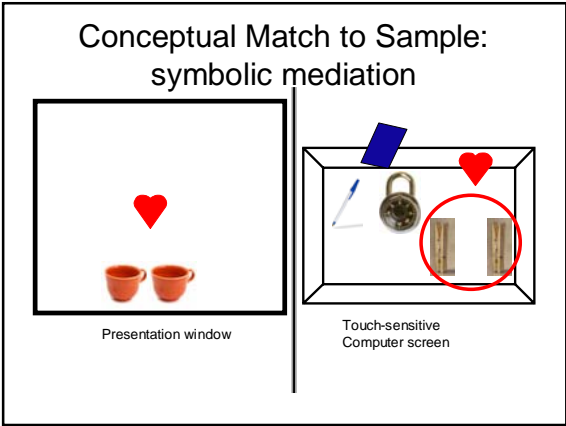 Conceptual Match to Sample:
symbolic mediation
Presentation window
Touch-sensitive
Computer screen